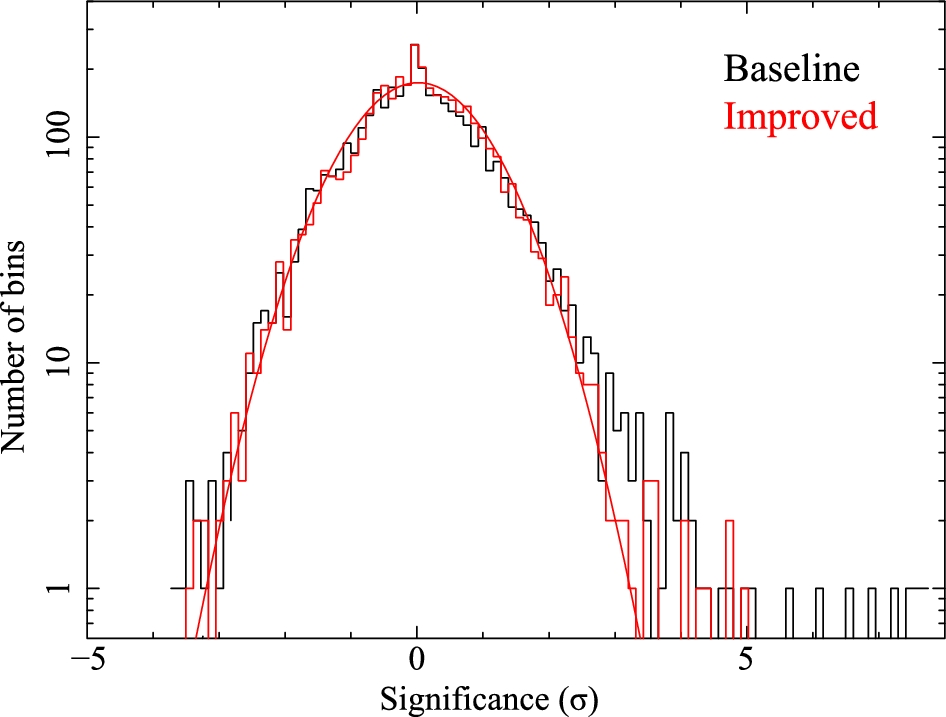 Baseline
Improved
Number of bins
100
10
1
−5
0
5
Significance (σ)